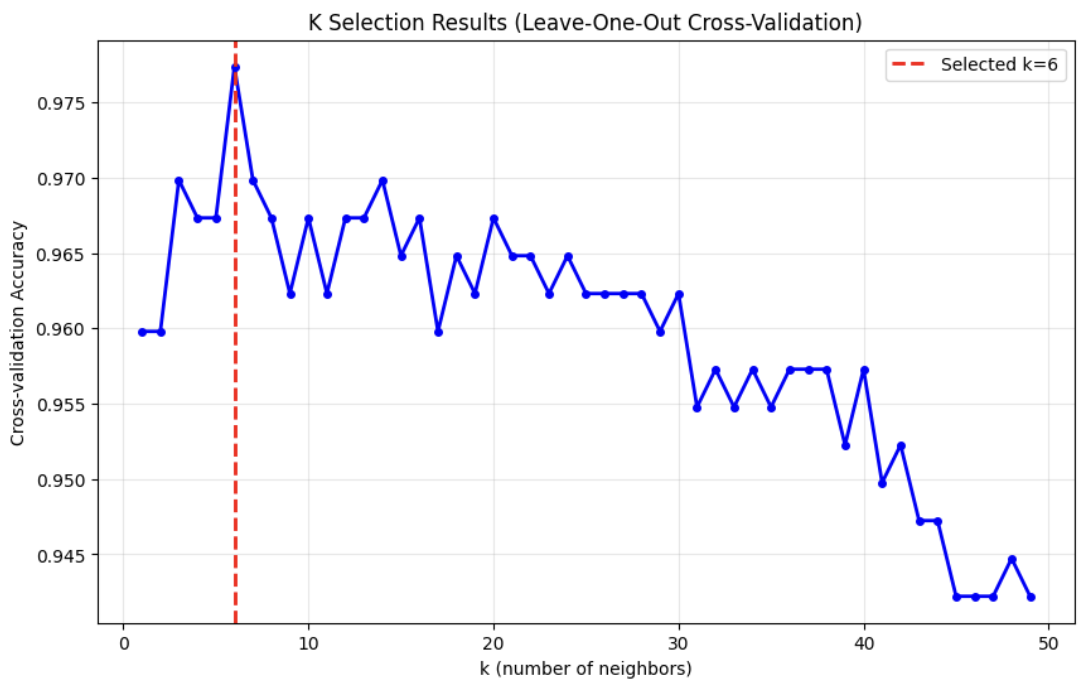 K Selection Results (Leave-One-Out Cross-Validation)
Selected k=6
Cross-validation Accuracy
0.975
0.970
0.965
0.960
0.955
0.950
0.945
0 10 20 30 40 50
k (number of neighbors)